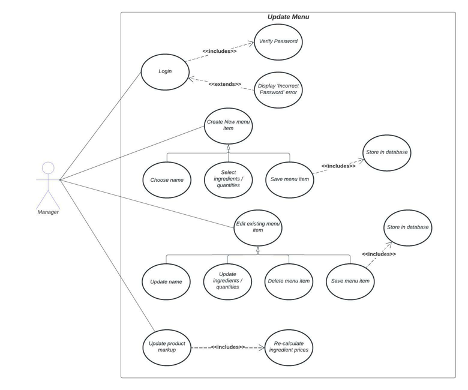 Update Menu
Verify Password
<<includes>>
Login
<<extends>>
Display 'Incorrect
Password' error
Create New menu
item
Store in database
<<includes>>
Choose name
Select
ingredients /
quantities
Save menu item
Manager
Edit existing menu
item
Store in database
<<includes>>
Update name
Update
ingredients /
quantities
Delete menu item
Save menu item
Update product
markup
<<includes>>
Re-calculate
ingredient prices